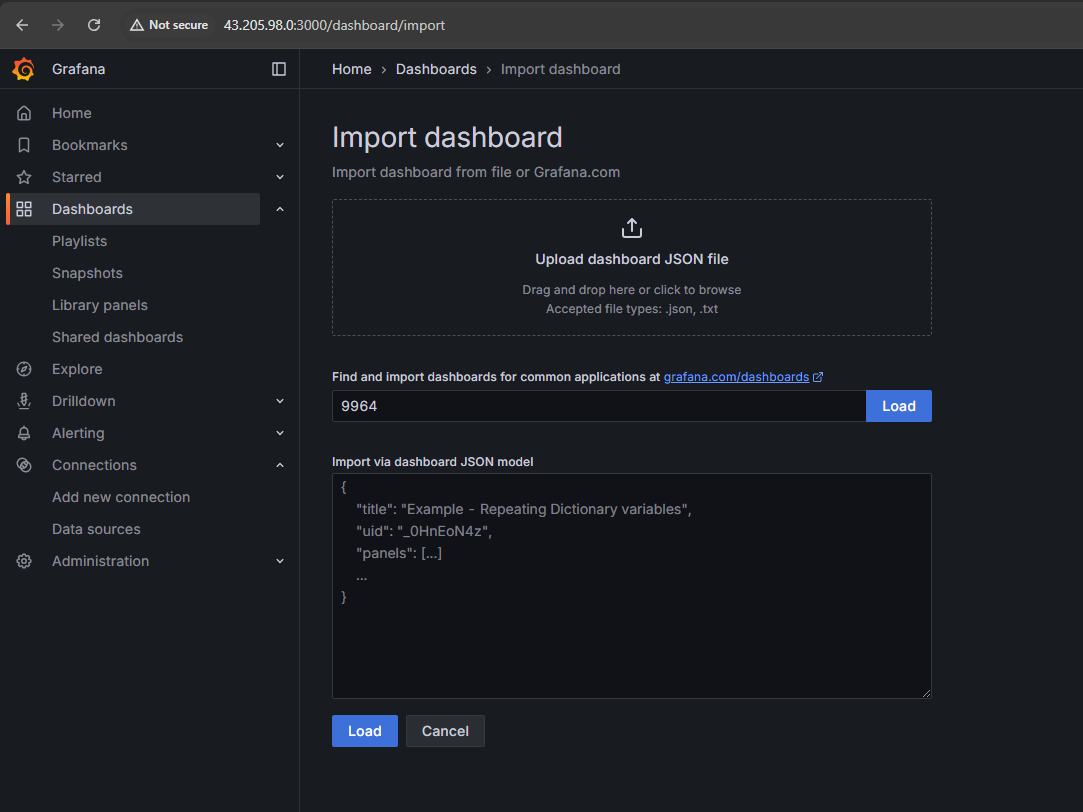 Not secure 43.205.98.0:3000/dashboard/import
Grafana
Home › Dashboards › Import dashboard
Home
Bookmarks
Starred
Dashboards
Playlists
Snapshots
Library panels
Shared dashboards
Explore
Drilldown
Alerting
Connections
Add new connection
Data sources
Administration
Import dashboard
Import dashboard from file or Grafana.com
Upload dashboard JSON file
Drag and drop here or click to browse
Accepted file types: .json, .txt
Find and import dashboards for common applications at grafana.com/dashboards
9964 Load
Import via dashboard JSON model
{
    "title": "Example - Repeating Dictionary variables",
    "uid": "_0HnEoN4z",
    "panels": [...]
    ...
}
Load Cancel